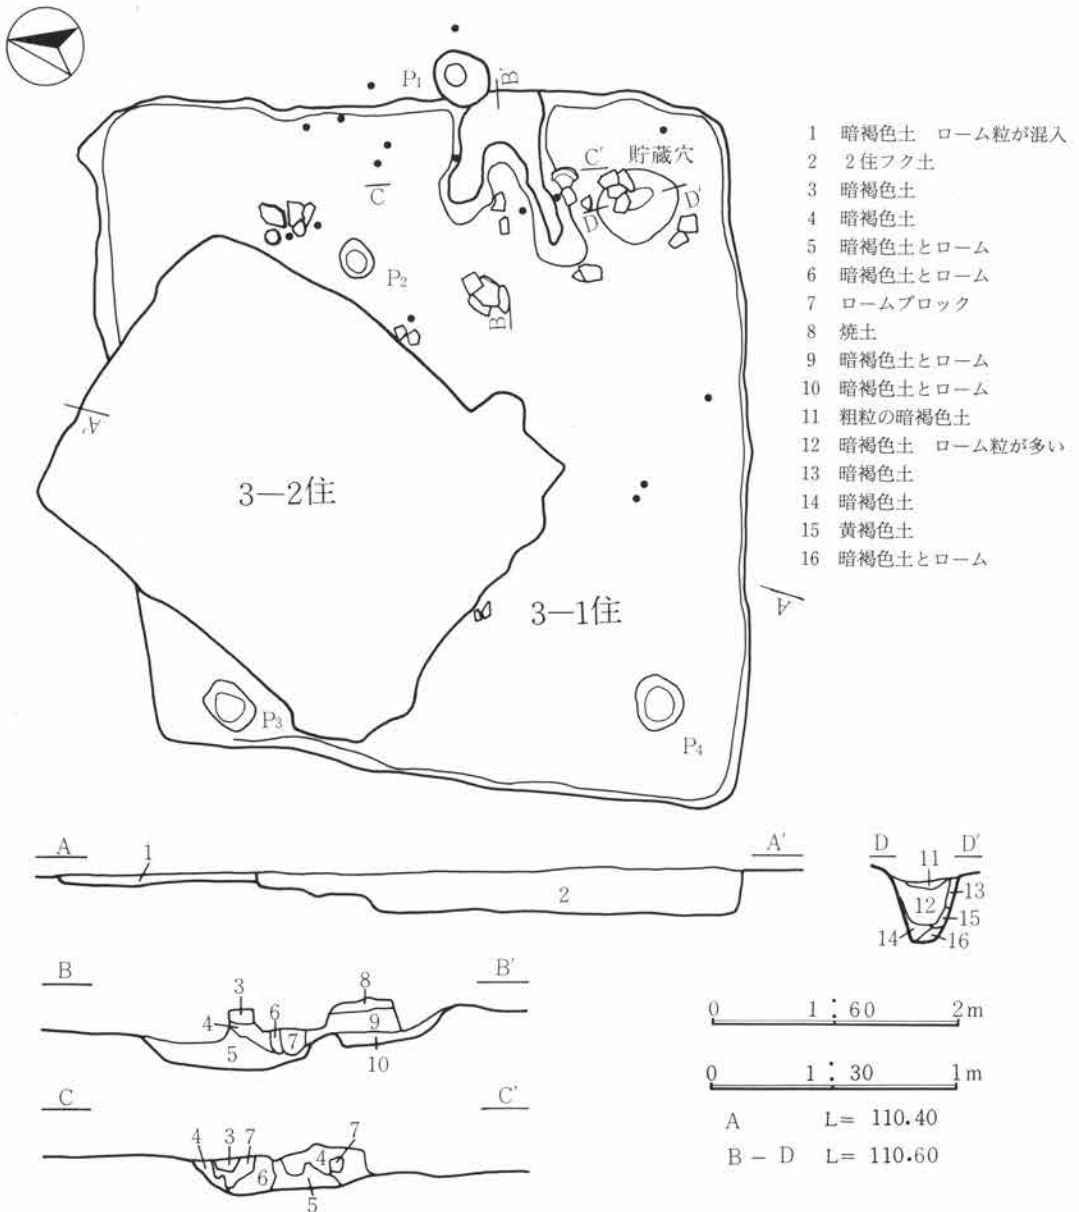 P1
B'
C'
貯蔵穴
C
D
D'
P2
B
A'
3—2住
3—1住
A
P3
P4
1 暗褐色土 ローム粒が混入
2 2住フク土
3 暗褐色土
4 暗褐色土
5 暗褐色土とローム
6 暗褐色土とローム
7 ロームブロック
8 焼土
9 暗褐色土とローム
10 暗褐色土とローム
11 粗粒の暗褐色土
12 暗褐色土 ローム粒が多い
13 暗褐色土
14 暗褐色土
15 黄褐色土
16 暗褐色土とローム
A 1 A'
2
D 11 D'
13
12
15
14 16
B 8 B'
3
6
4 9
7
5
10
C C'
4 3 7 7
4
6
5
0 1:60 2m
0 1:30 1m
A L= 110.40
B - D L= 110.60